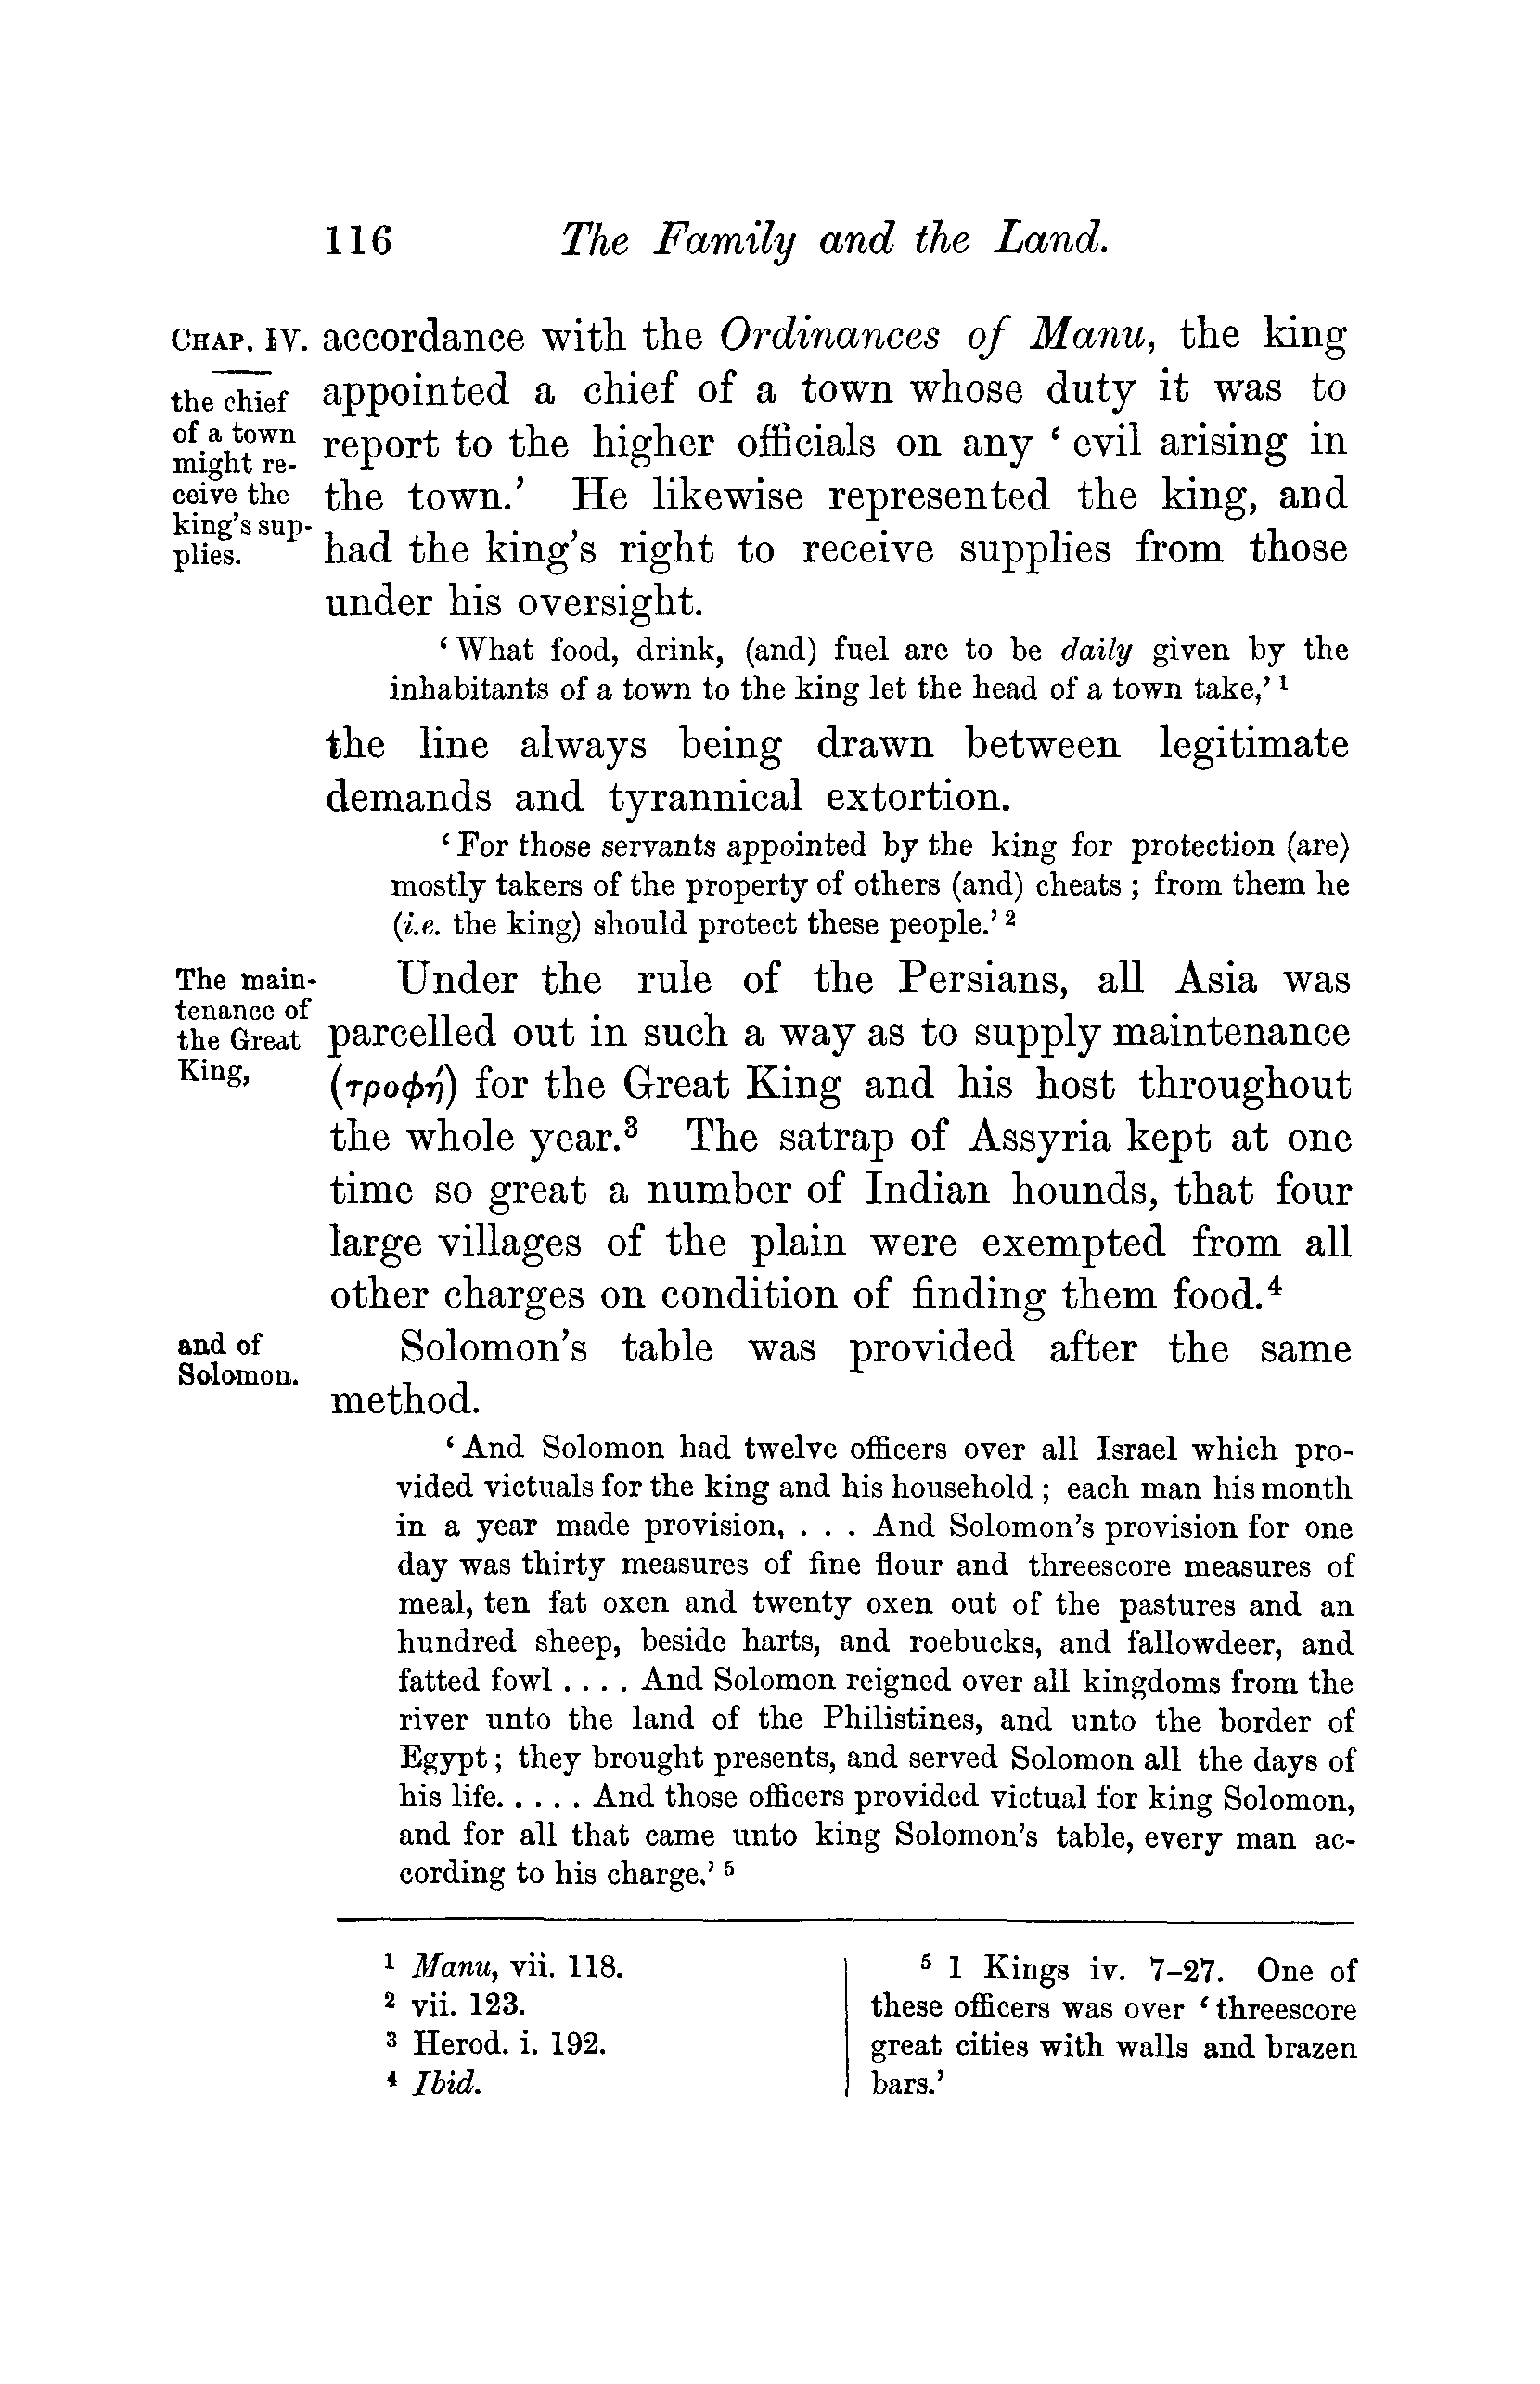 116 The Family and the Land.
CHAP. IV.
the chief
of a town
might re-
ceive the
king's sup-
plies.
accordance with the Ordinances of Manu, the king
appointed a chief of a town whose duty it was to
report to the higher officials on any ‘evil arising in
the town.’ He likewise represented the king, and
had the king’s right to receive supplies from those
under his oversight.
‘What food, drink, (and) fuel are to be daily given by the
inhabitants of a town to the king let the head of a town take,’ 1
the line always being drawn between legitimate
demands and tyrannical extortion.
‘For those servants appointed by the king for protection (are)
mostly takers of the property of others (and) cheats; from them he
(i.e. the king) should protect these people.’ 2
The main-
tenance of
the Great
King,
Under the rule of the Persians, all Asia was
parcelled out in such a way as to supply maintenance
(τροφή) for the Great King and his host throughout
the whole year.3 The satrap of Assyria kept at one
time so great a number of Indian hounds, that four
large villages of the plain were exempted from all
other charges on condition of finding them food.4
and of
Solomon.
Solomon’s table was provided after the same
method.
‘And Solomon had twelve officers over all Israel which pro-
vided victuals for the king and his household; each man his month
in a year made provision, . . . And Solomon’s provision for one
day was thirty measures of fine flour and threescore measures of
meal, ten fat oxen and twenty oxen out of the pastures and an
hundred sheep, beside harts, and roebucks, and fallowdeer, and
fatted fowl . . . . And Solomon reigned over all kingdoms from the
river unto the land of the Philistines, and unto the border of
Egypt; they brought presents, and served Solomon all the days of
his life. . . . . And those officers provided victual for king Solomon,
and for all that came unto king Solomon’s table, every man ac-
cording to his charge.’ 5
1 Manu, vii. 118.
2 vii. 123.
3 Herod. i. 192.
4 Ibid.
5 1 Kings iv. 7–27. One of
these officers was over ‘threescore
great cities with walls and brazen
bars.’